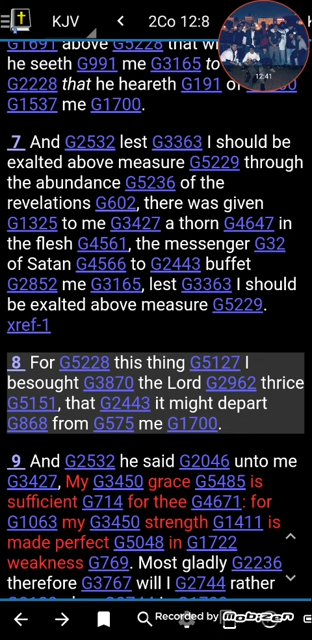 KJV < 2Co 12:8
12:41
G1691 above G5228 that
he seeth G991 me G3165 to
G2228 that he heareth G191
G1537 me G1700.
7 And G2532 lest G3363 I should be
exalted above measure G5229 through
the abundance G5236 of the
revelations G602, there was given
G1325 to me G3427 a thorn G4647 in
the flesh G4561, the messenger G32
of Satan G4566 to G2443 buffet
G2852 me G3165, lest G3363 I should
be exalted above measure G5229.
xref-1
8 For G5228 this thing G5127 I
besought G3870 the Lord G2962 thrice
G5151, that G2443 it might depart
G868 from G575 me G1700.
9 And G2532 he said G2046 unto me
G3427, My G3450 grace G5485 is
sufficient G714 for thee G4671: for
G1063 my G3450 strength G1411 is
made perfect G5048 in G1722
weakness G769. Most gladly G2236
therefore G3767 will I G2744 rather
Recorded by